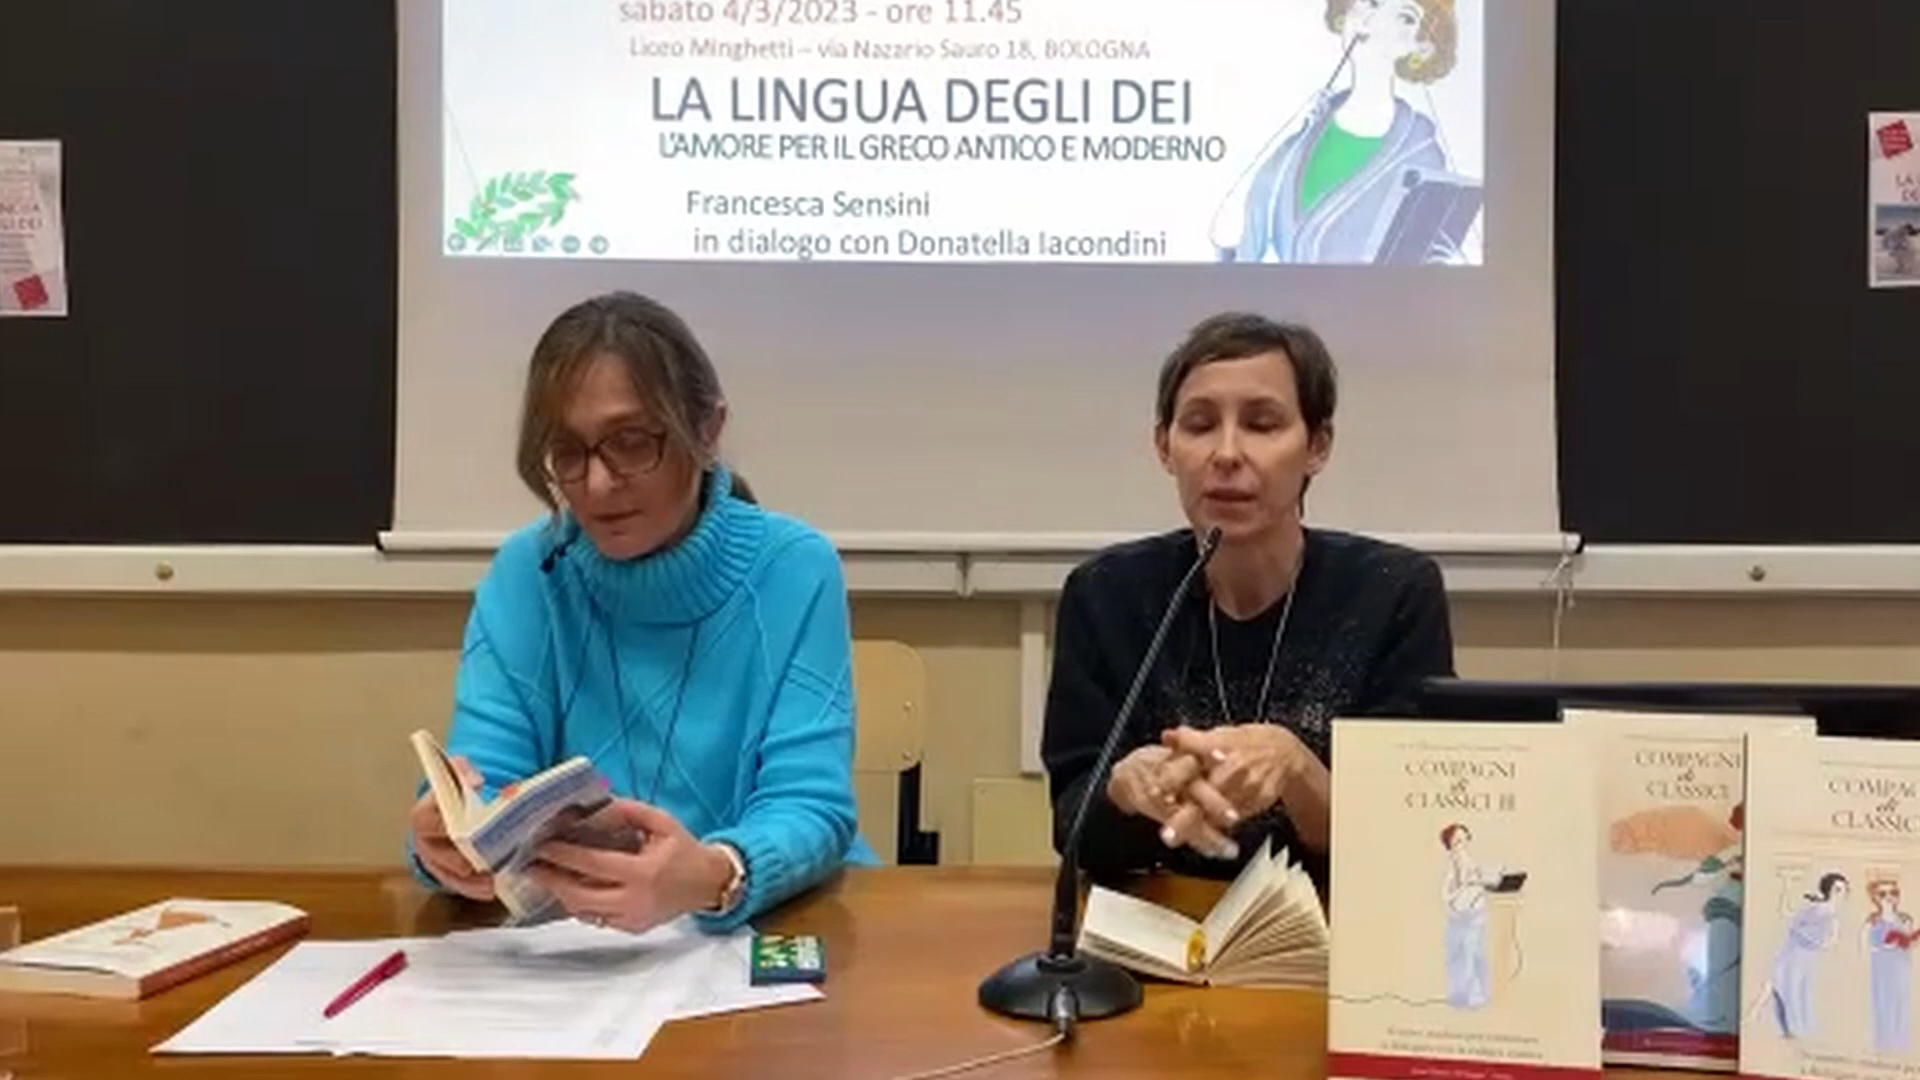 sabato 4/3/2023 - ore 11.45
Liceo Minghetti - via Nazario Sauro 18, BOLOGNA
LA LINGUA DEGLI DEI
L'AMORE PER IL GRECO ANTICO E MODERNO
Francesca Sensini
in dialogo con Donatella Iacondini
COMPAGNI
di
CLASSICI III
COMPAGNI
di
CLASSICI
COMPAG
di
CLASSIC